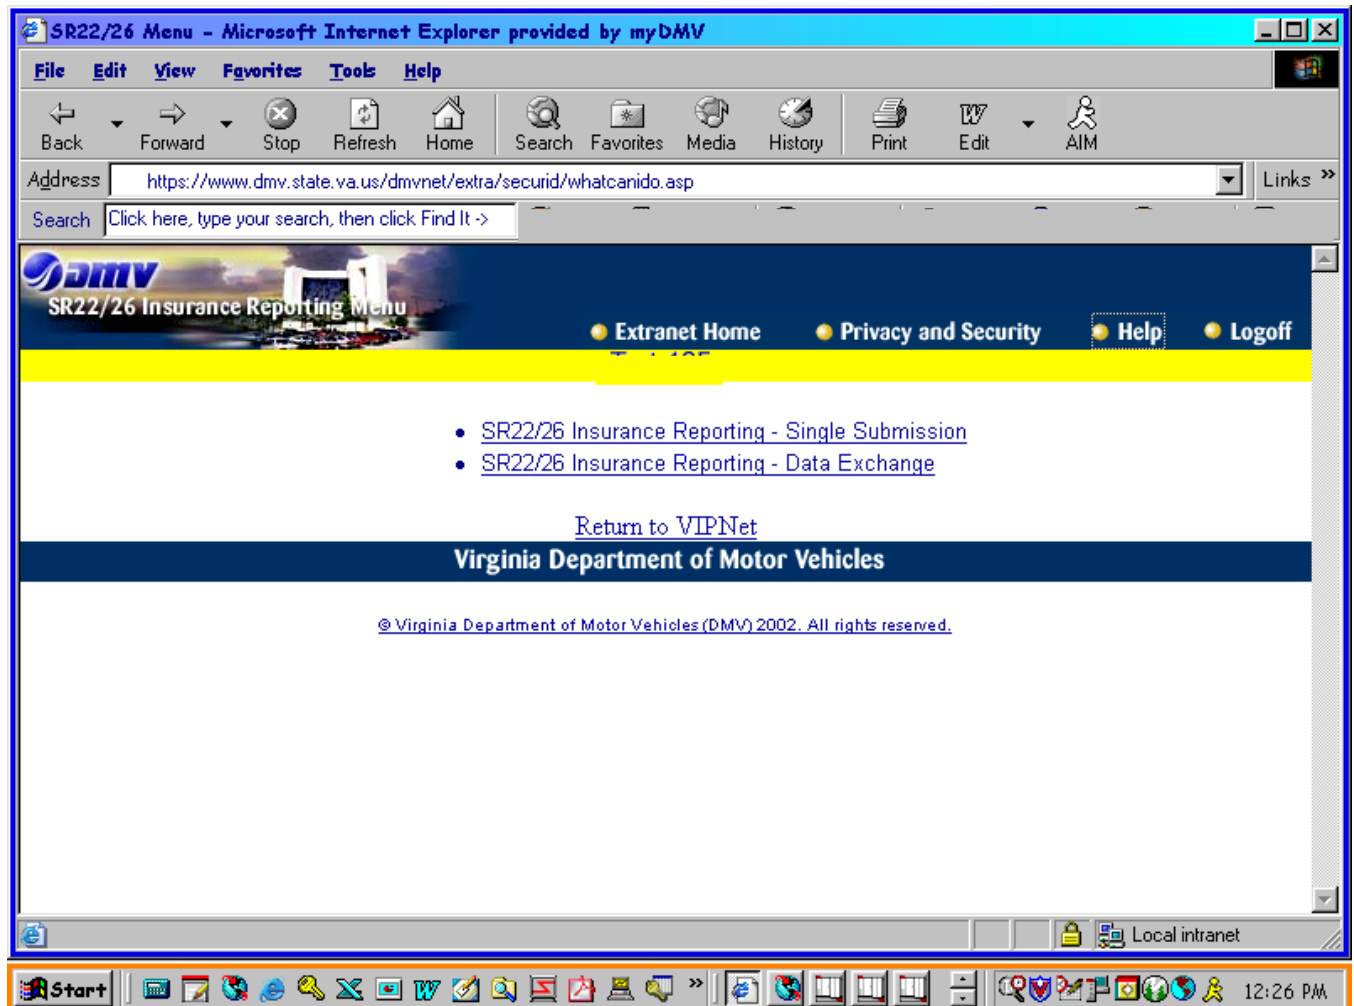 SR22/26 Menu - Microsoft Internet Explorer provided by myDMV
File Edit View Favorites Tools Help
Back Forward Stop Refresh Home Search Favorites Media History Print Edit AIM
Address https://www.dmv.state.va.us/dmvnet/extra/securid/whatcanido.asp Links »
Search Click here, type your search, then click Find It ->
DMV
SR22/26 Insurance Reporting Menu
Extranet Home Privacy and Security Help Logoff
• SR22/26 Insurance Reporting - Single Submission
• SR22/26 Insurance Reporting - Data Exchange
Return to VIPNet
Virginia Department of Motor Vehicles
© Virginia Department of Motor Vehicles (DMV) 2002. All rights reserved.
Local intranet
Start » 12:26 PM